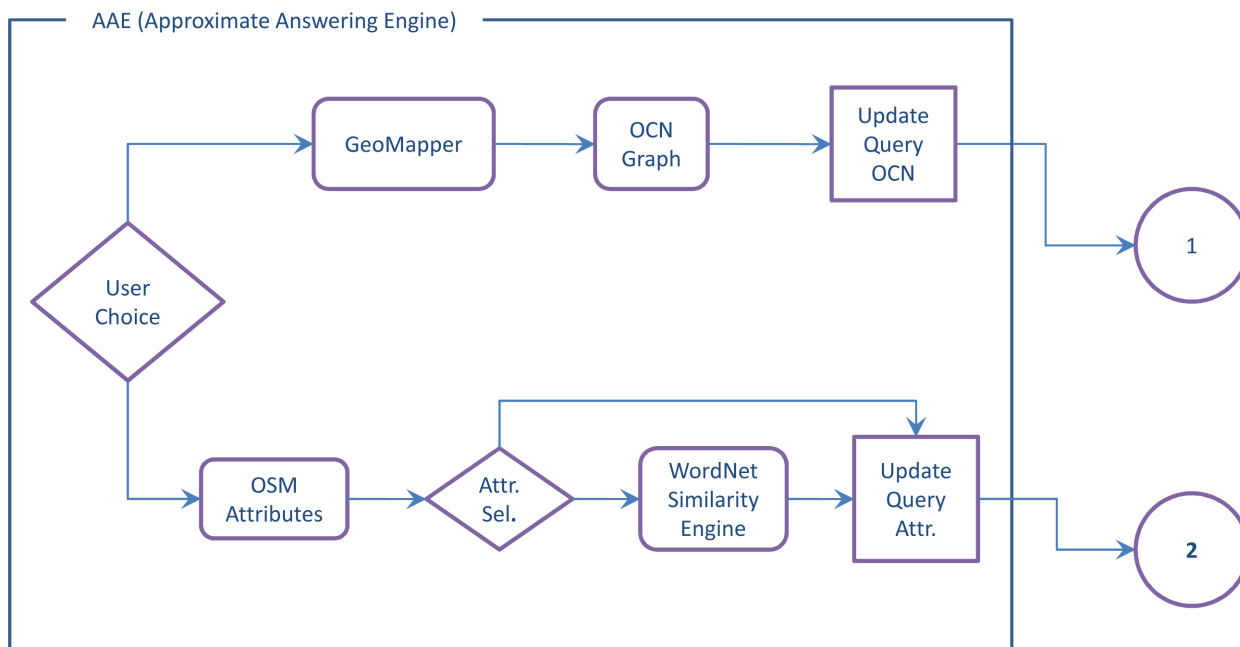 AAE (Approximate Answering Engine)
GeoMapper
OCN
Graph
Update
Query
OCN
1
User
Choice
OSM
Attributes
Attr.
Sel.
WordNet
Similarity
Engine
Update
Query
Attr.
2